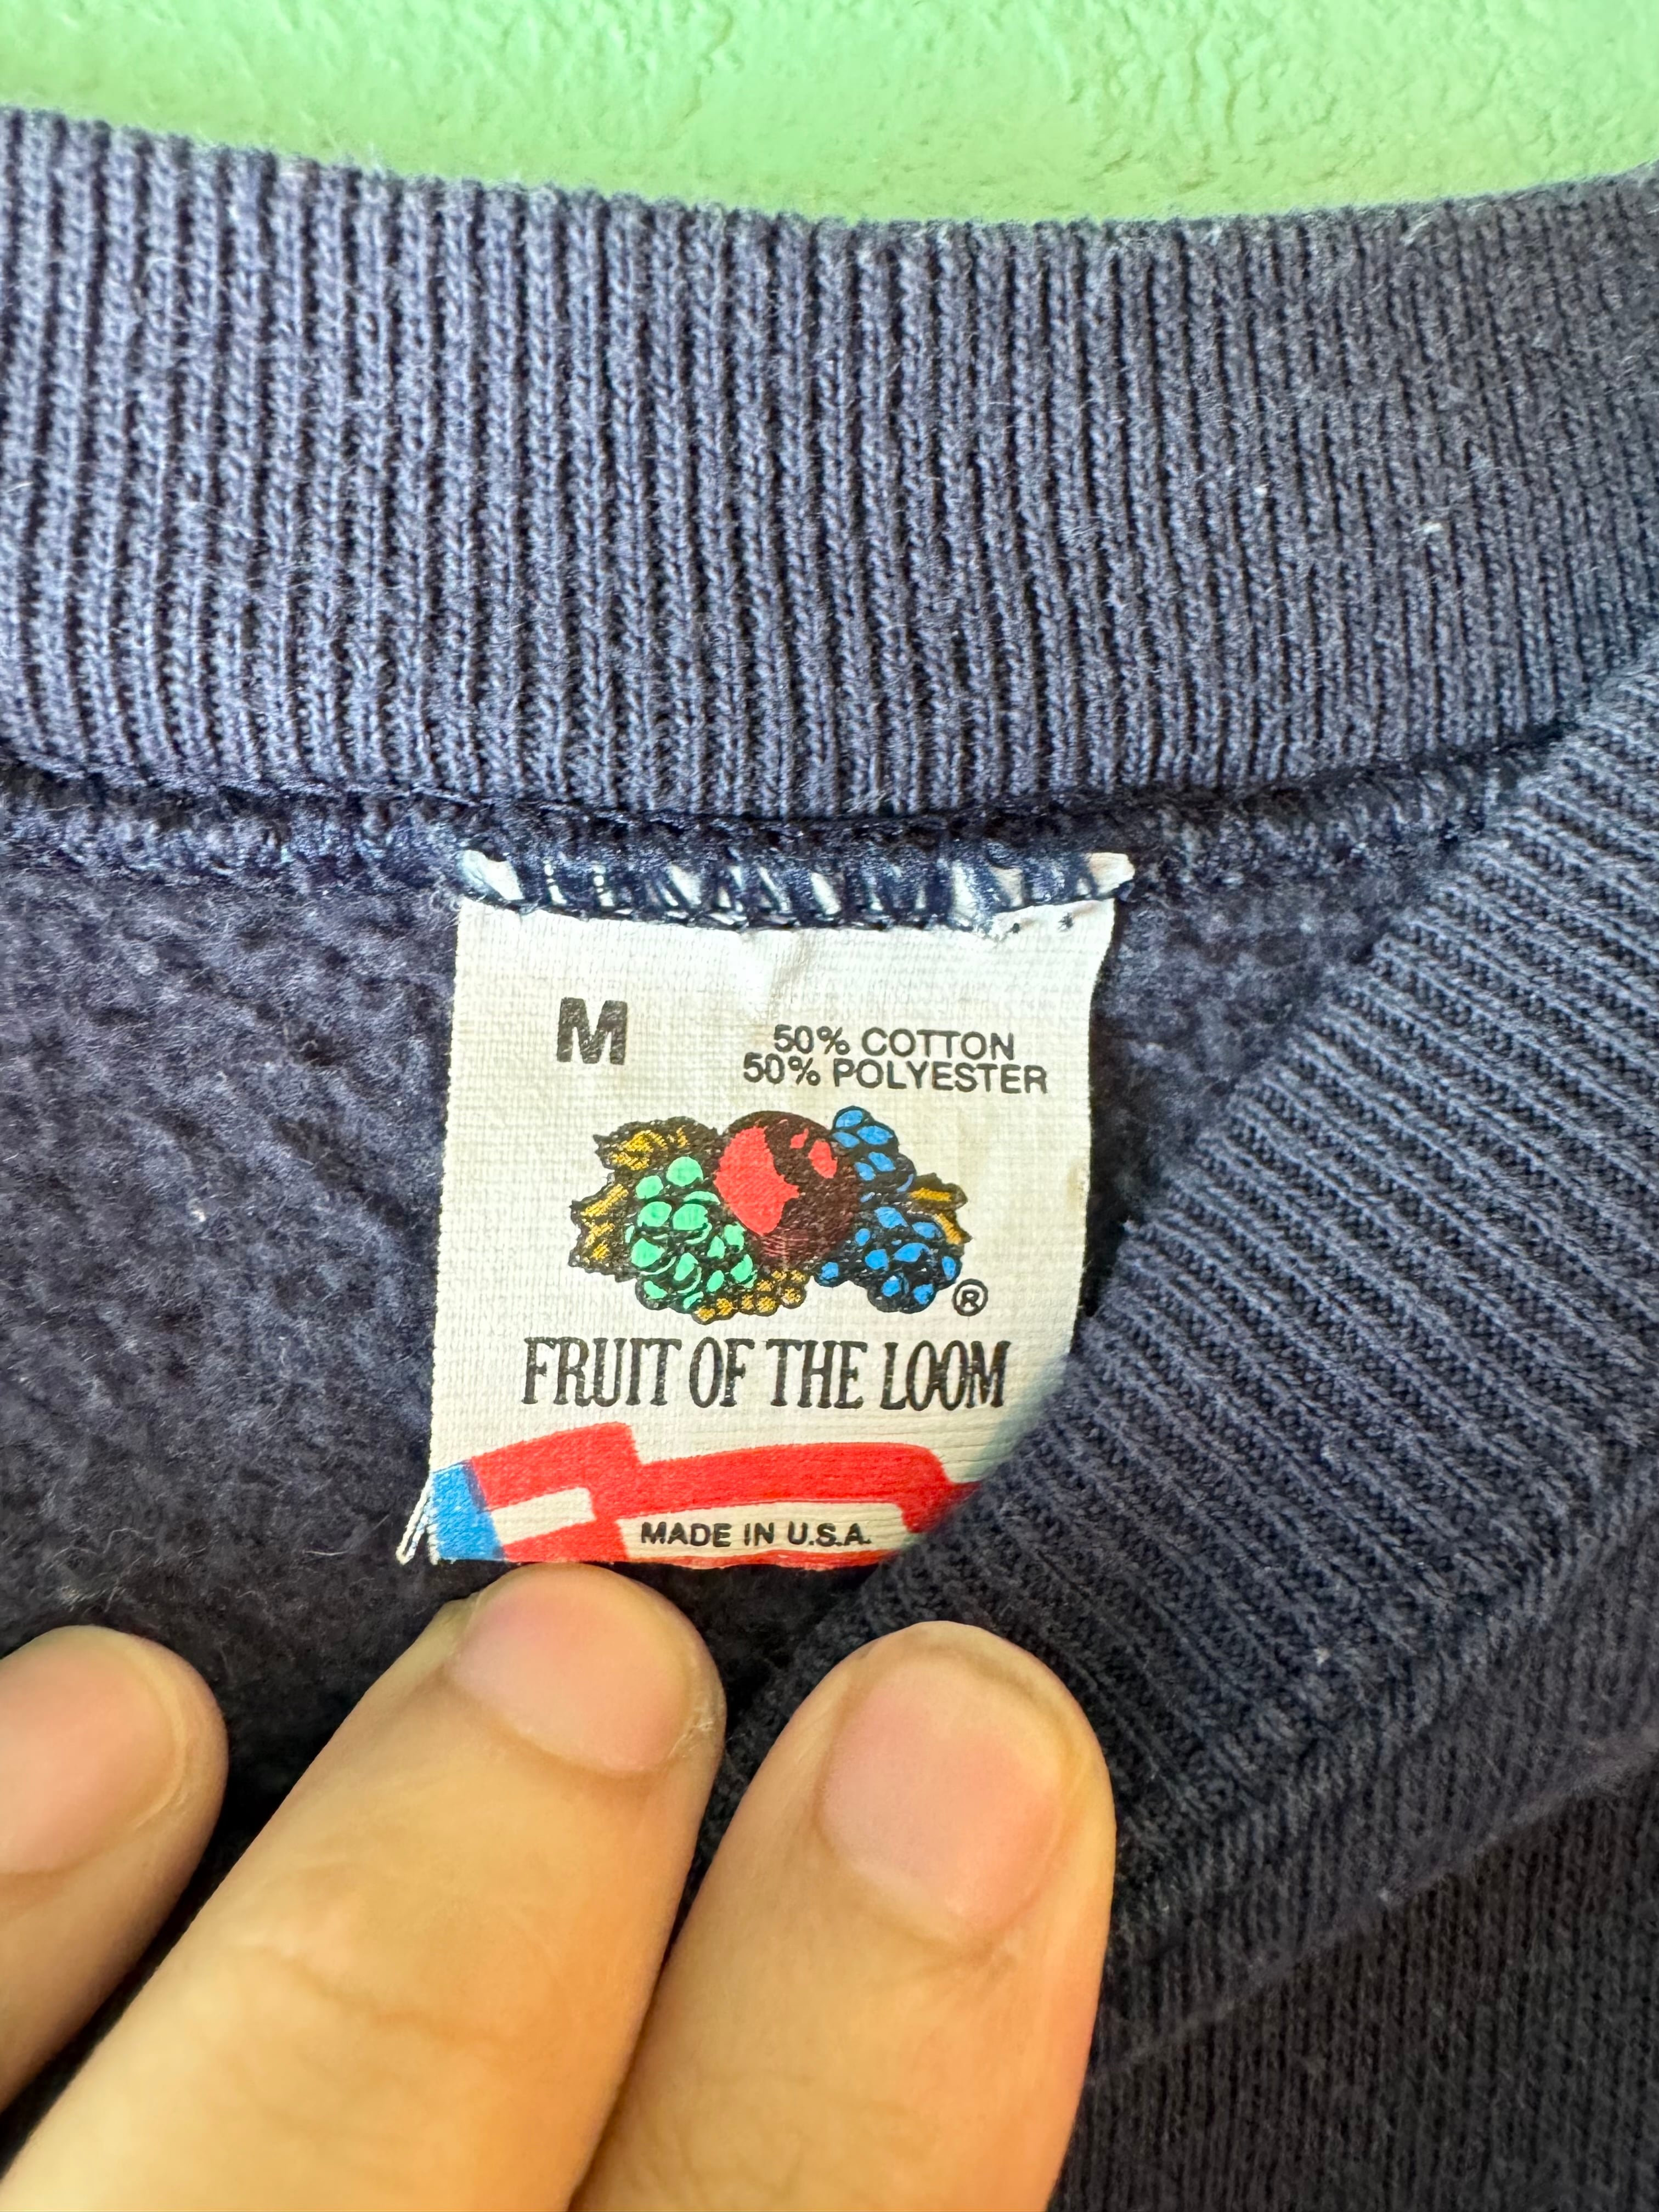 M
50% COTTON
50% POLYESTER
®
FRUIT OF THE LOOM
MADE IN U.S.A.